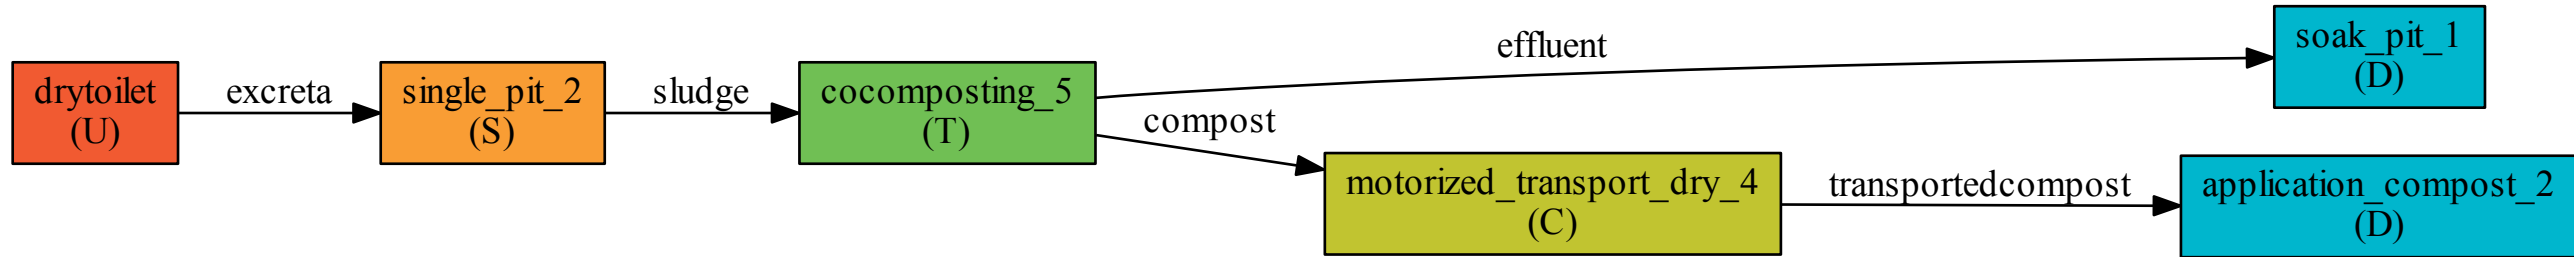 drytoilet
(U)
excreta
single_pit_2
(S)
sludge
cocomposting_5
(T)
effluent
soak_pit_1
(D)
compost
motorized_transport_dry_4
(C)
transportedcompost
application_compost_2
(D)